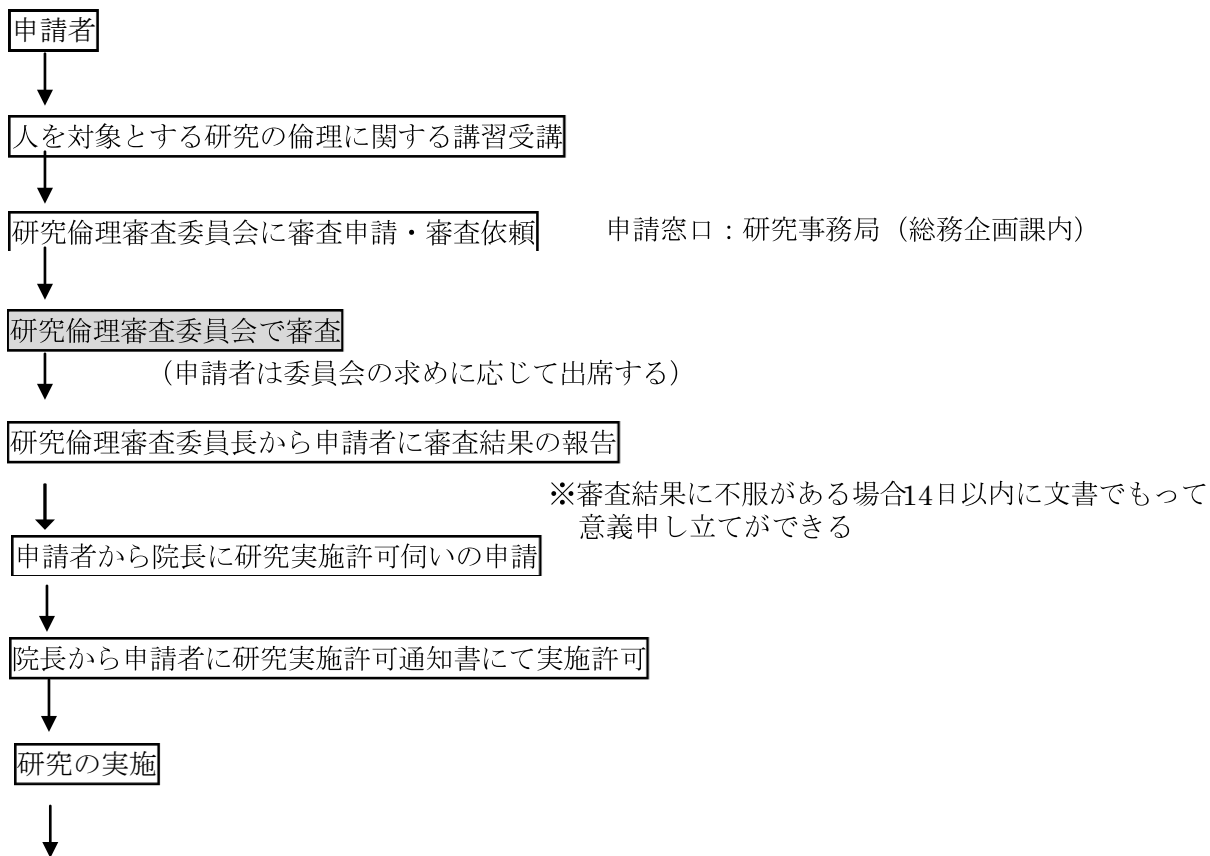 申請者
人を対象とする研究の倫理に関する講習受講
研究倫理審査委員会に審査申請・審査依頼
申請窓口：研究事務局（総務企画課内）
研究倫理審査委員会で審査
（申請者は委員会の求めに応じて出席する）
研究倫理審査委員長から申請者に審査結果の報告
※審査結果に不服がある場合14日以内に文書でもって
意義申し立てができる
申請者から院長に研究実施許可伺いの申請
院長から申請者に研究実施許可通知書にて実施許可
研究の実施